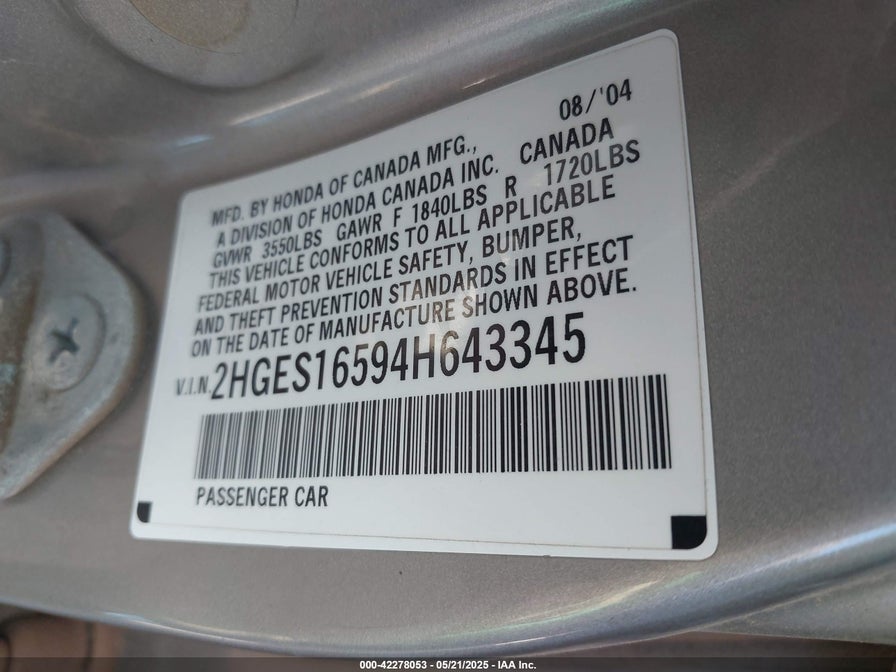 08/'04
MFD. BY HONDA OF CANADA MFG.,
A DIVISION OF HONDA CANADA INC. CANADA
GVWR 3550LBS GAWR F 1840LBS R 1720LBS
THIS VEHICLE CONFORMS TO ALL APPLICABLE
FEDERAL MOTOR VEHICLE SAFETY, BUMPER,
AND THEFT PREVENTION STANDARDS IN EFFECT
ON THE DATE OF MANUFACTURE SHOWN ABOVE.
V.I.N. 2HGES16594H643345
PASSENGER CAR
000-42278053 — 05/21/2025 — IAA Inc.